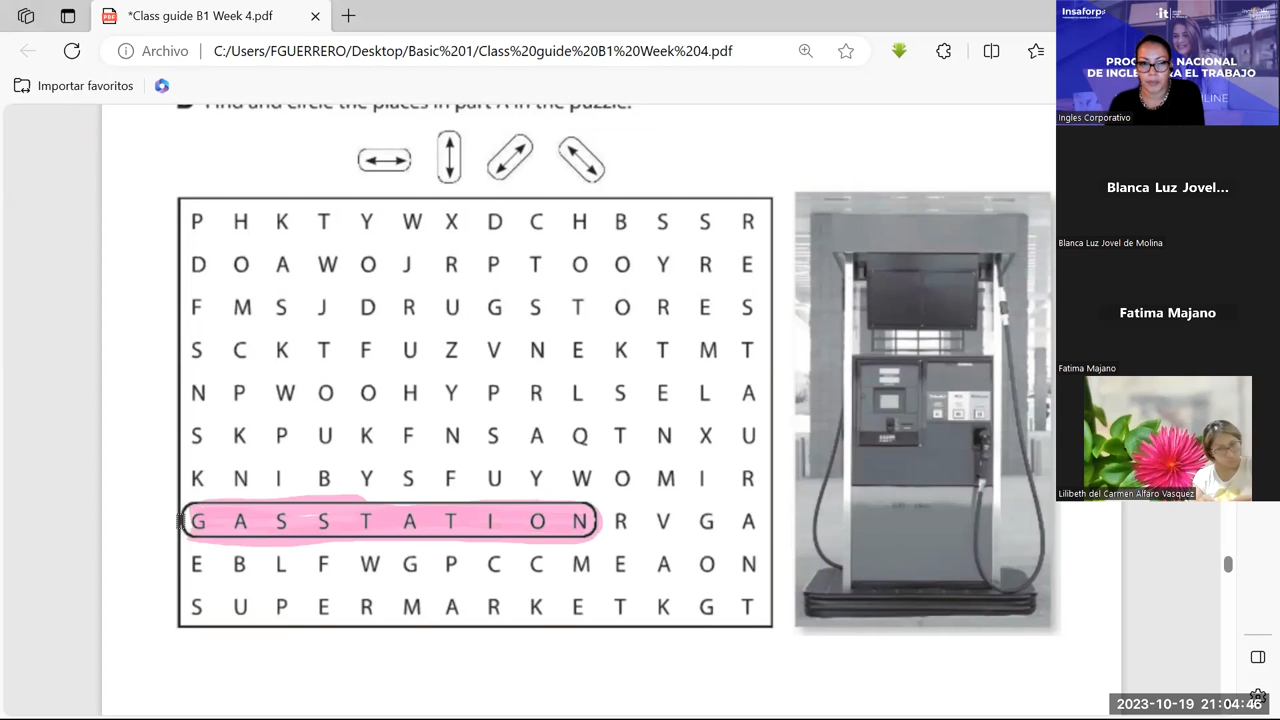 *Class guide B1 Week 4.pdf
Archivo
C:/Users/FGUERRERO/Desktop/Basic%201/Class%20guide%20B1%20Week%204.pdf
Importar favoritos
Find and circle the places in part A in the puzzle.
P H K T Y W X D C H B S S R
D O A W O J R P T O O Y R E
F M S J D R U G S T O R E S
S C K T F U Z V N E K T M T
N P W O O H Y P R L S E L A
S K P U K F N S A Q T N X U
K N I B Y S F U Y W O M I R
G A S S T A T I O N R V G A
E B L F W G P C C M E A O N
S U P E R M A R K E T K G T
Insaforp
Ingles Corporativo
Blanca Luz Jovel...
Blanca Luz Jovel de Molina
Fatima Majano
Fatima Majano
Lilibeth del Carmen Alfaro Vasquez
2023-10-19 21:04:46